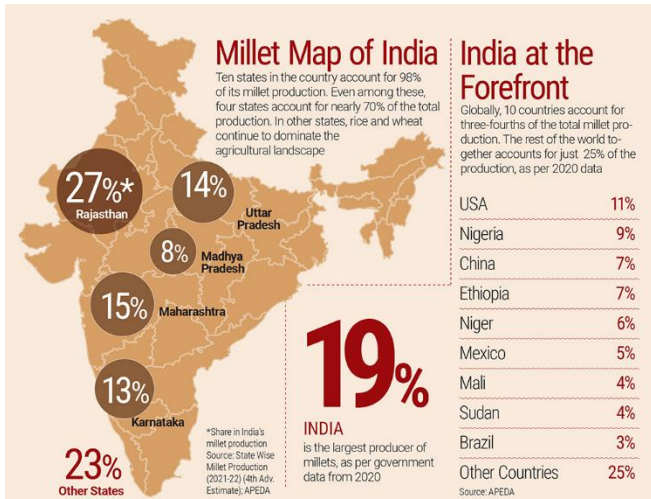 Millet Map of India
Ten states in the country account for 98%
of its millet production. Even among these,
four states account for nearly 70% of the total
production. In other states, rice and wheat
continue to dominate the
agricultural landscape
27%*
Rajasthan
14%
Uttar
Pradesh
8%
Madhya
Pradesh
15%
Maharashtra
13%
Karnataka
23%
Other States
*Share in India's
millet production
Source: State Wise
Millet Production
(2021-22) (4th Adv.
Estimate); APEDA
19%
INDIA
is the largest producer of
millets, as per government
data from 2020
India at the
Forefront
Globally, 10 countries account for
three-fourths of the total millet pro-
duction. The rest of the world to-
gether accounts for just 25% of the
production, as per 2020 data
USA 11%
Nigeria 9%
China 7%
Ethiopia 7%
Niger 6%
Mexico 5%
Mali 4%
Sudan 4%
Brazil 3%
Other Countries 25%
Source: APEDA